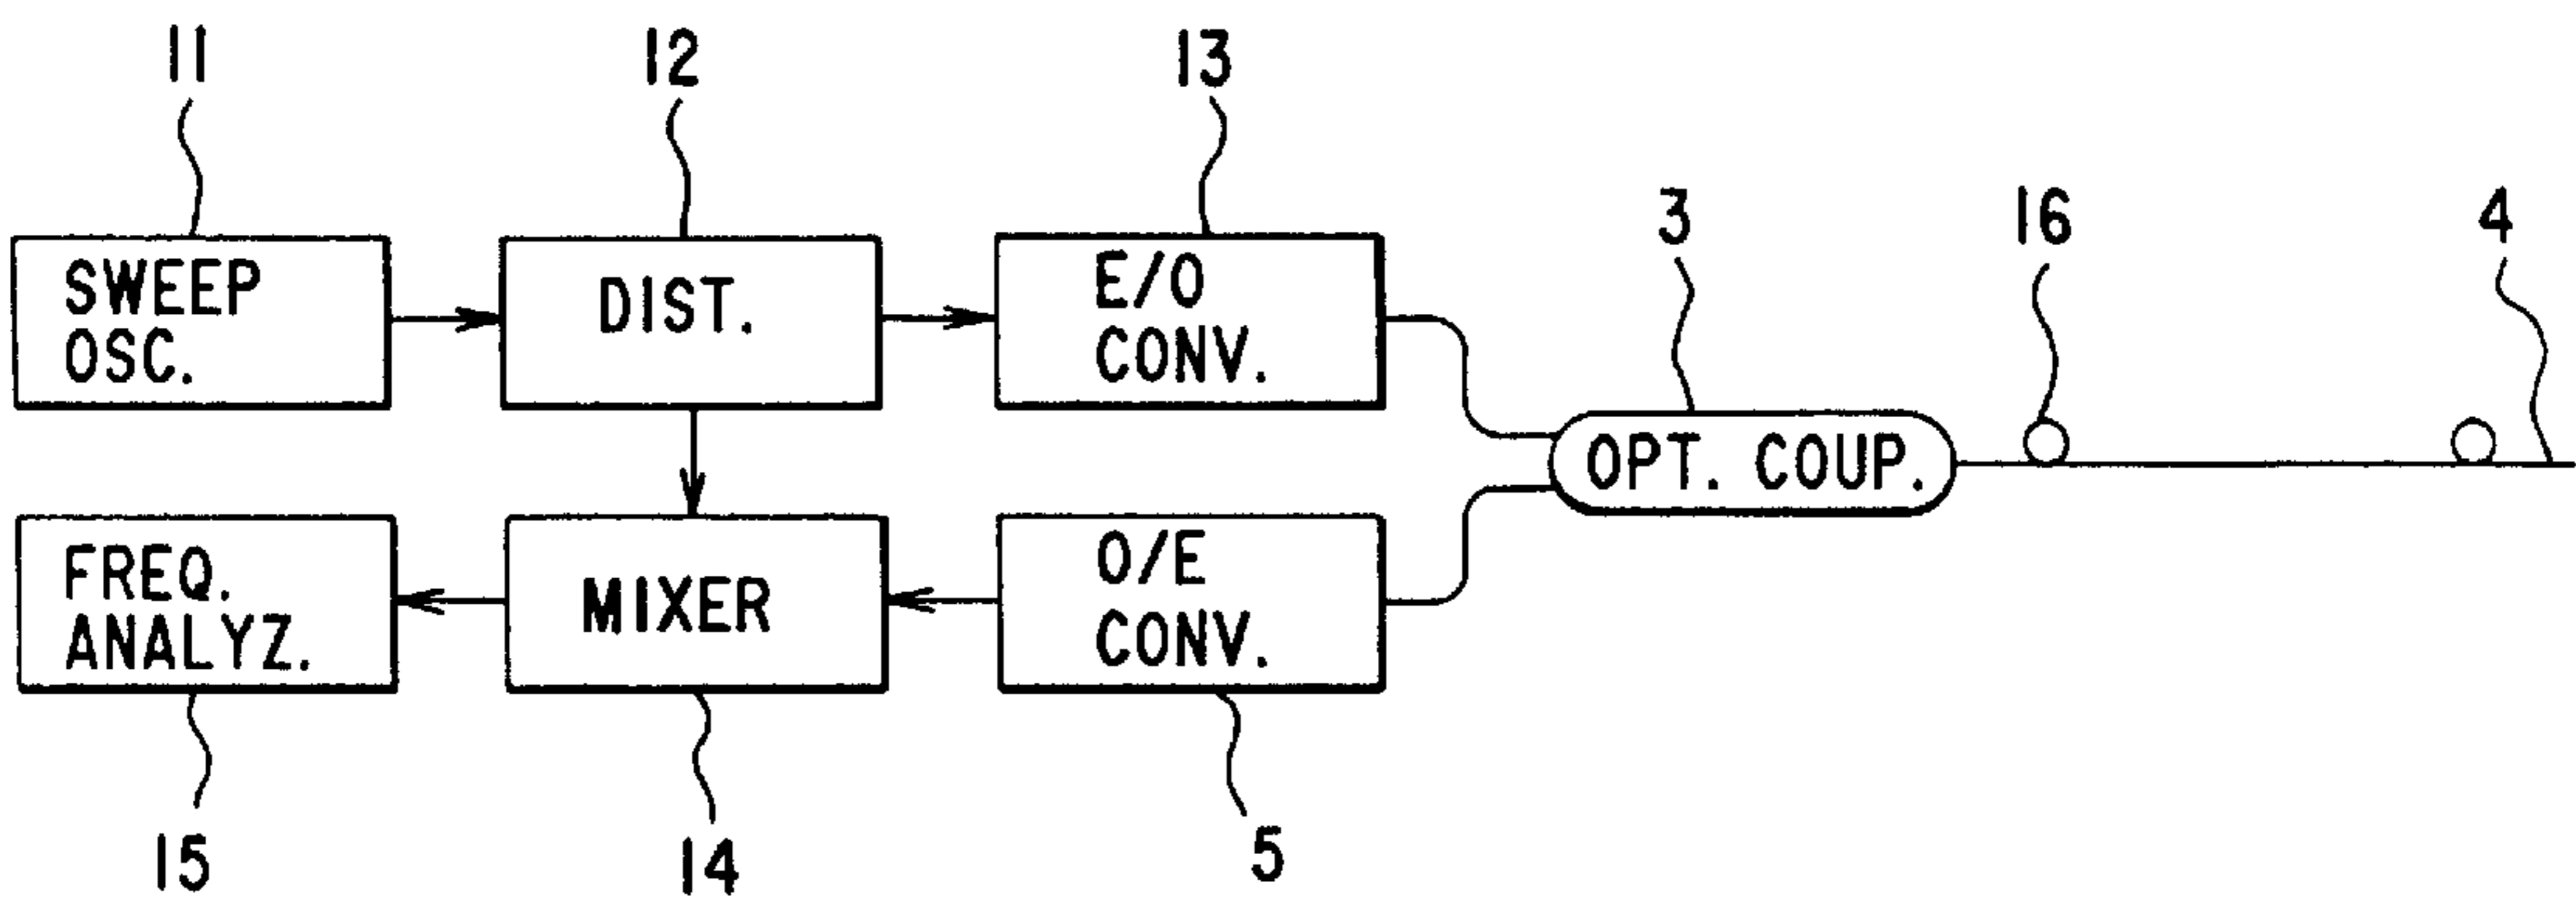 11
12
13
3
16
4
SWEEP
OSC.
DIST.
E/O
CONV.
OPT. COUP.
FREQ.
ANALYZ.
MIXER
O/E
CONV.
15
14
5